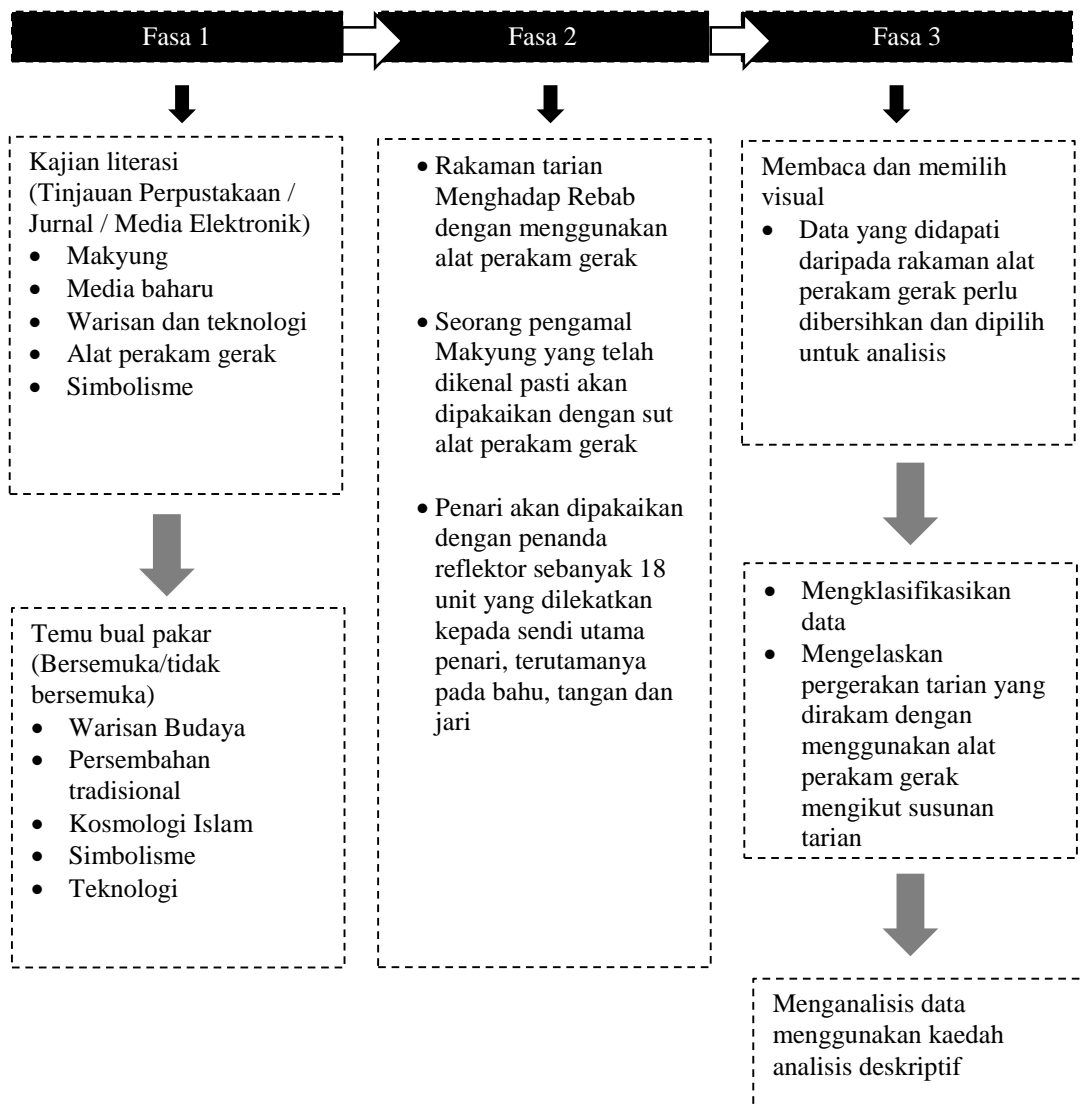 Fasa 1
Fasa 2
Fasa 3
Kajian literasi
(Tinjauan Perpustakaan /
Jurnal / Media Elektronik)
• Makyung
• Media baharu
• Warisan dan teknologi
• Alat perakam gerak
• Simbolisme
Temu bual pakar
(Bersemuka/tidak
bersemuka)
• Warisan Budaya
• Persembahan
tradisional
• Kosmologi Islam
• Simbolisme
• Teknologi
• Rakaman tarian
Menghadap Rebab
dengan menggunakan
alat perakam gerak
• Seorang pengamal
Makyung yang telah
dikenal pasti akan
dipakaikan dengan sut
alat perakam gerak
• Penari akan dipakaikan
dengan penanda
reflektor sebanyak 18
unit yang dilekatkan
kepada sendi utama
penari, terutamanya
pada bahu, tangan dan
jari
Membaca dan memilih
visual
• Data yang didapati
daripada rakaman alat
perakam gerak perlu
dibersihkan dan dipilih
untuk analisis
• Mengklasifikasikan
data
• Mengelaskan
pergerakan tarian yang
dirakam dengan
menggunakan alat
perakam gerak
mengikut susunan
tarian
Menganalisis data
menggunakan kaedah
analisis deskriptif